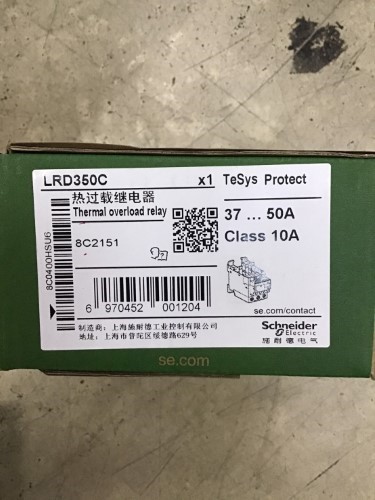 LRD350C x1 TeSys Protect
热过载继电器
Thermal overload relay
37 ... 50A
Class 10A
8C2151
8C0400HSU6
6 970452 001204
se.com/contact
制造商：上海施耐德工业控制有限公司
地址：上海市普陀区绥德路629号
Schneider
Electric
施耐德电气
se.com